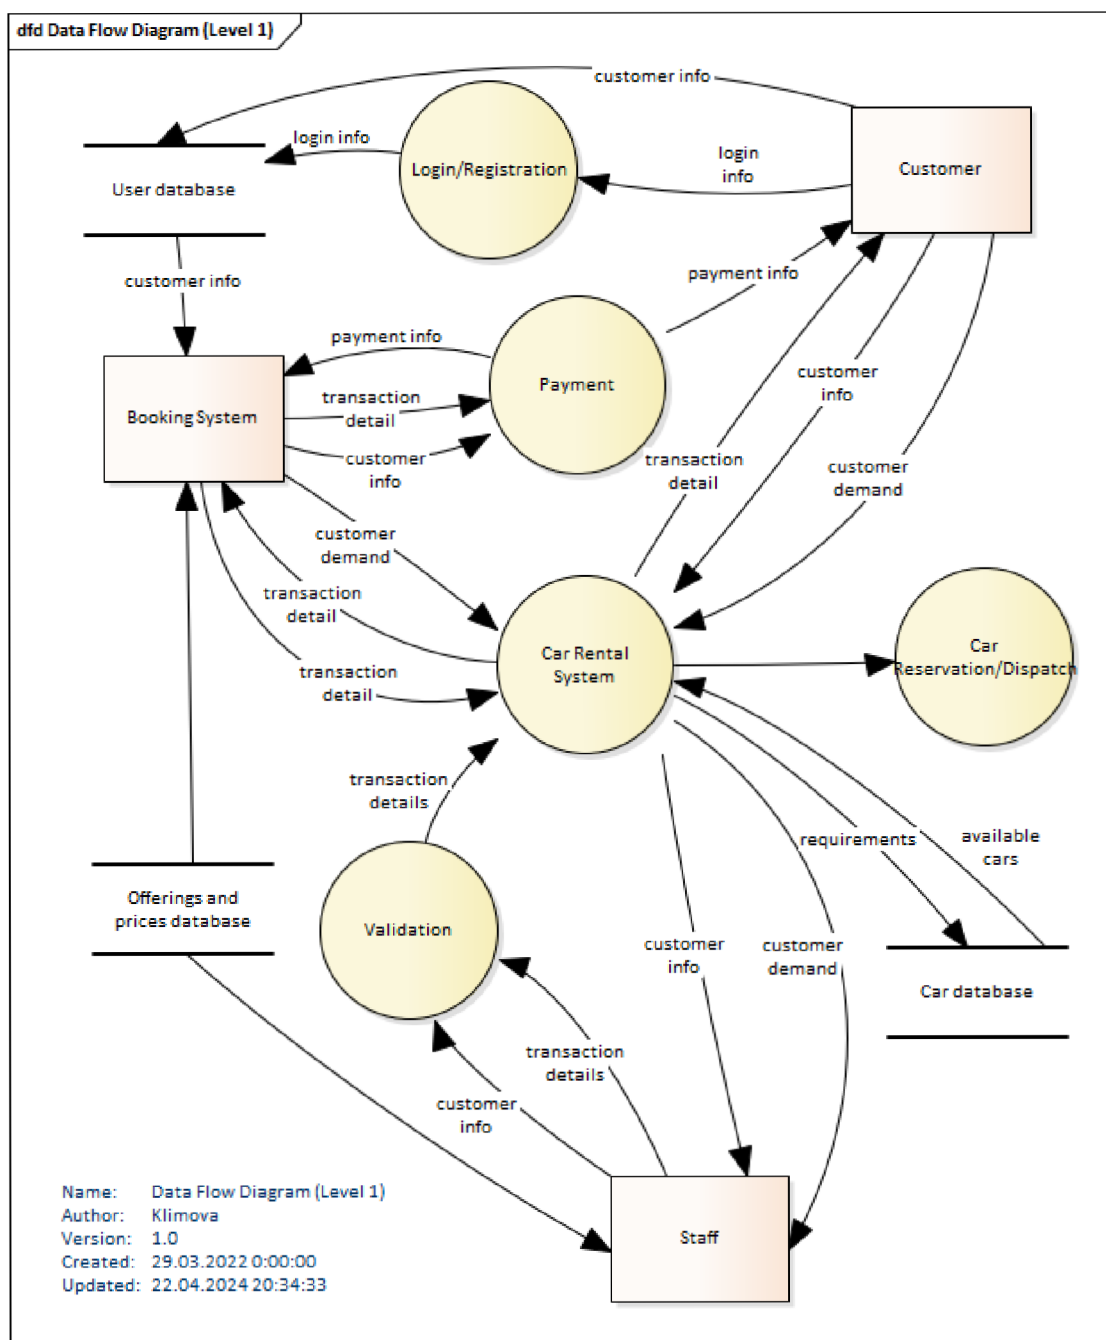 dfd Data Flow Diagram (Level 1)
customer info
login info
Login/Registration
login
info
Customer
User database
customer info
payment info
payment info
Payment
transaction
detail
Booking System
customer
info
customer
info
transaction
detail
customer
demand
customer
demand
transaction
detail
transaction
detail
Car Rental
System
Car
Reservation/Dispatch
transaction
details
requirements
available
cars
Offerings and
prices database
Validation
customer
info
customer
demand
Car database
transaction
details
customer
info
Staff
Name: Data Flow Diagram (Level 1)
Author: Klimova
Version: 1.0
Created: 29.03.2022 0:00:00
Updated: 22.04.2024 20:34:33